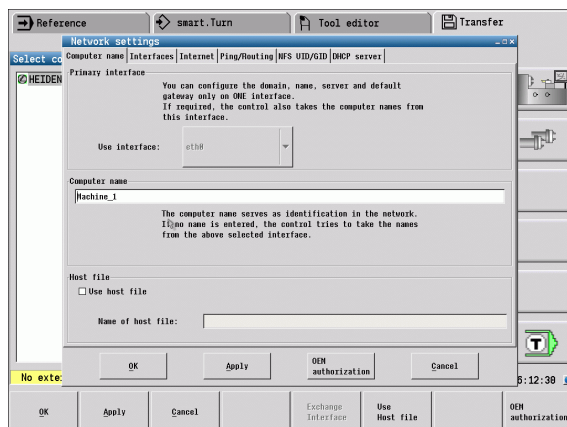 Reference
smart.Turn
Tool editor
Transfer
Network settings
Select co
Computer name Interfaces Internet Ping/Routing NFS UID/GID DHCP server
HEIDEN
Primary interface
You can configure the domain, name, server and default
gateway only on ONE interface.
If required, the control also takes the computer names from
this interface.
Use interface: eth0
Computer name
Machine_1
The computer name serves as identification in the network.
If no name is entered, the control tries to take the names
from the above selected interface.
Host file
Use host file
Name of host file:
T
OK Apply OEM authorization Cancel
No exte
6:12:30
OK Apply Cancel Exchange Interface Use Host file OEM authorization